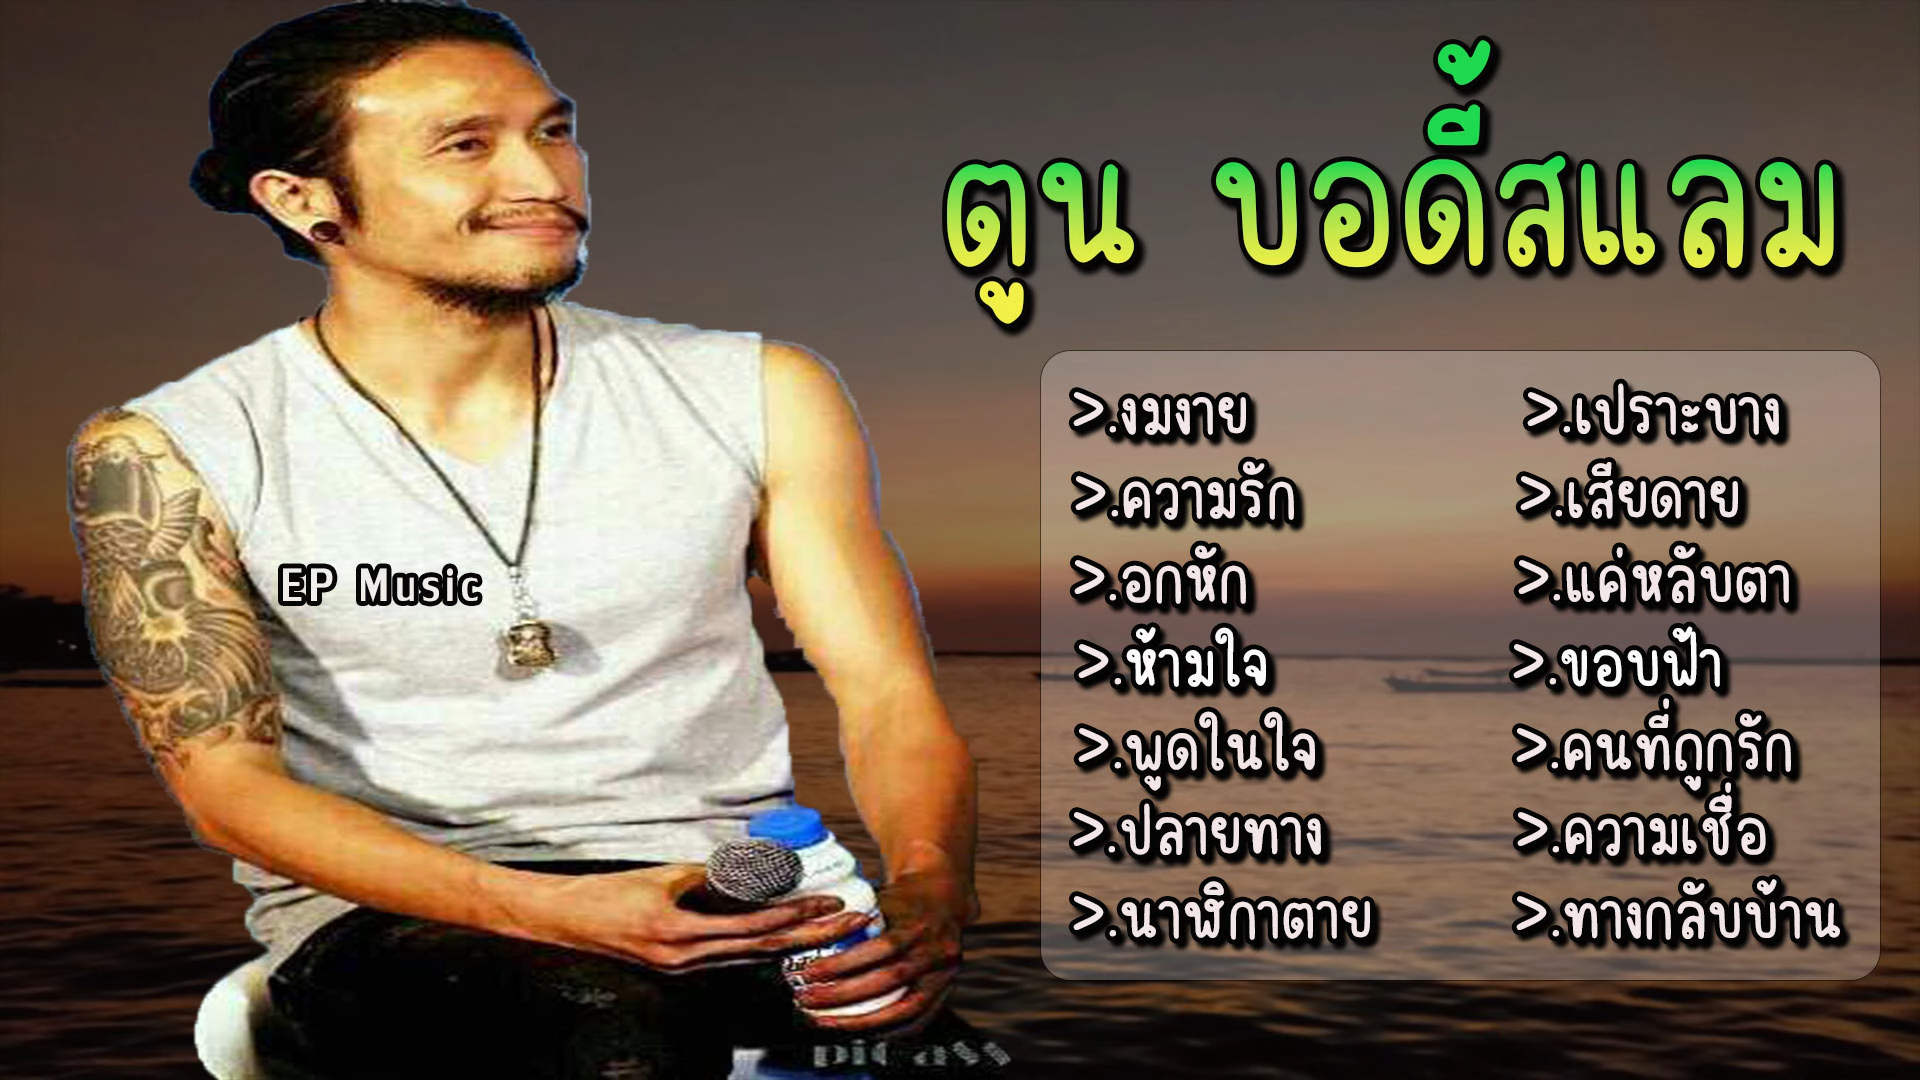 ตูน บอดี้สแลม
>.งมงาย
>.ความรัก
>.อกหัก
>.ห้ามใจ
>.พูดในใจ
>.ปลายทาง
>.นาฬิกาตาย
>.เปราะบาง
>.เสียดาย
>.แค่หลับตา
>.ขอบฟ้า
>.คนที่ถูกรัก
>.ความเชื่อ
>.ทางกลับบ้าน
EP Music